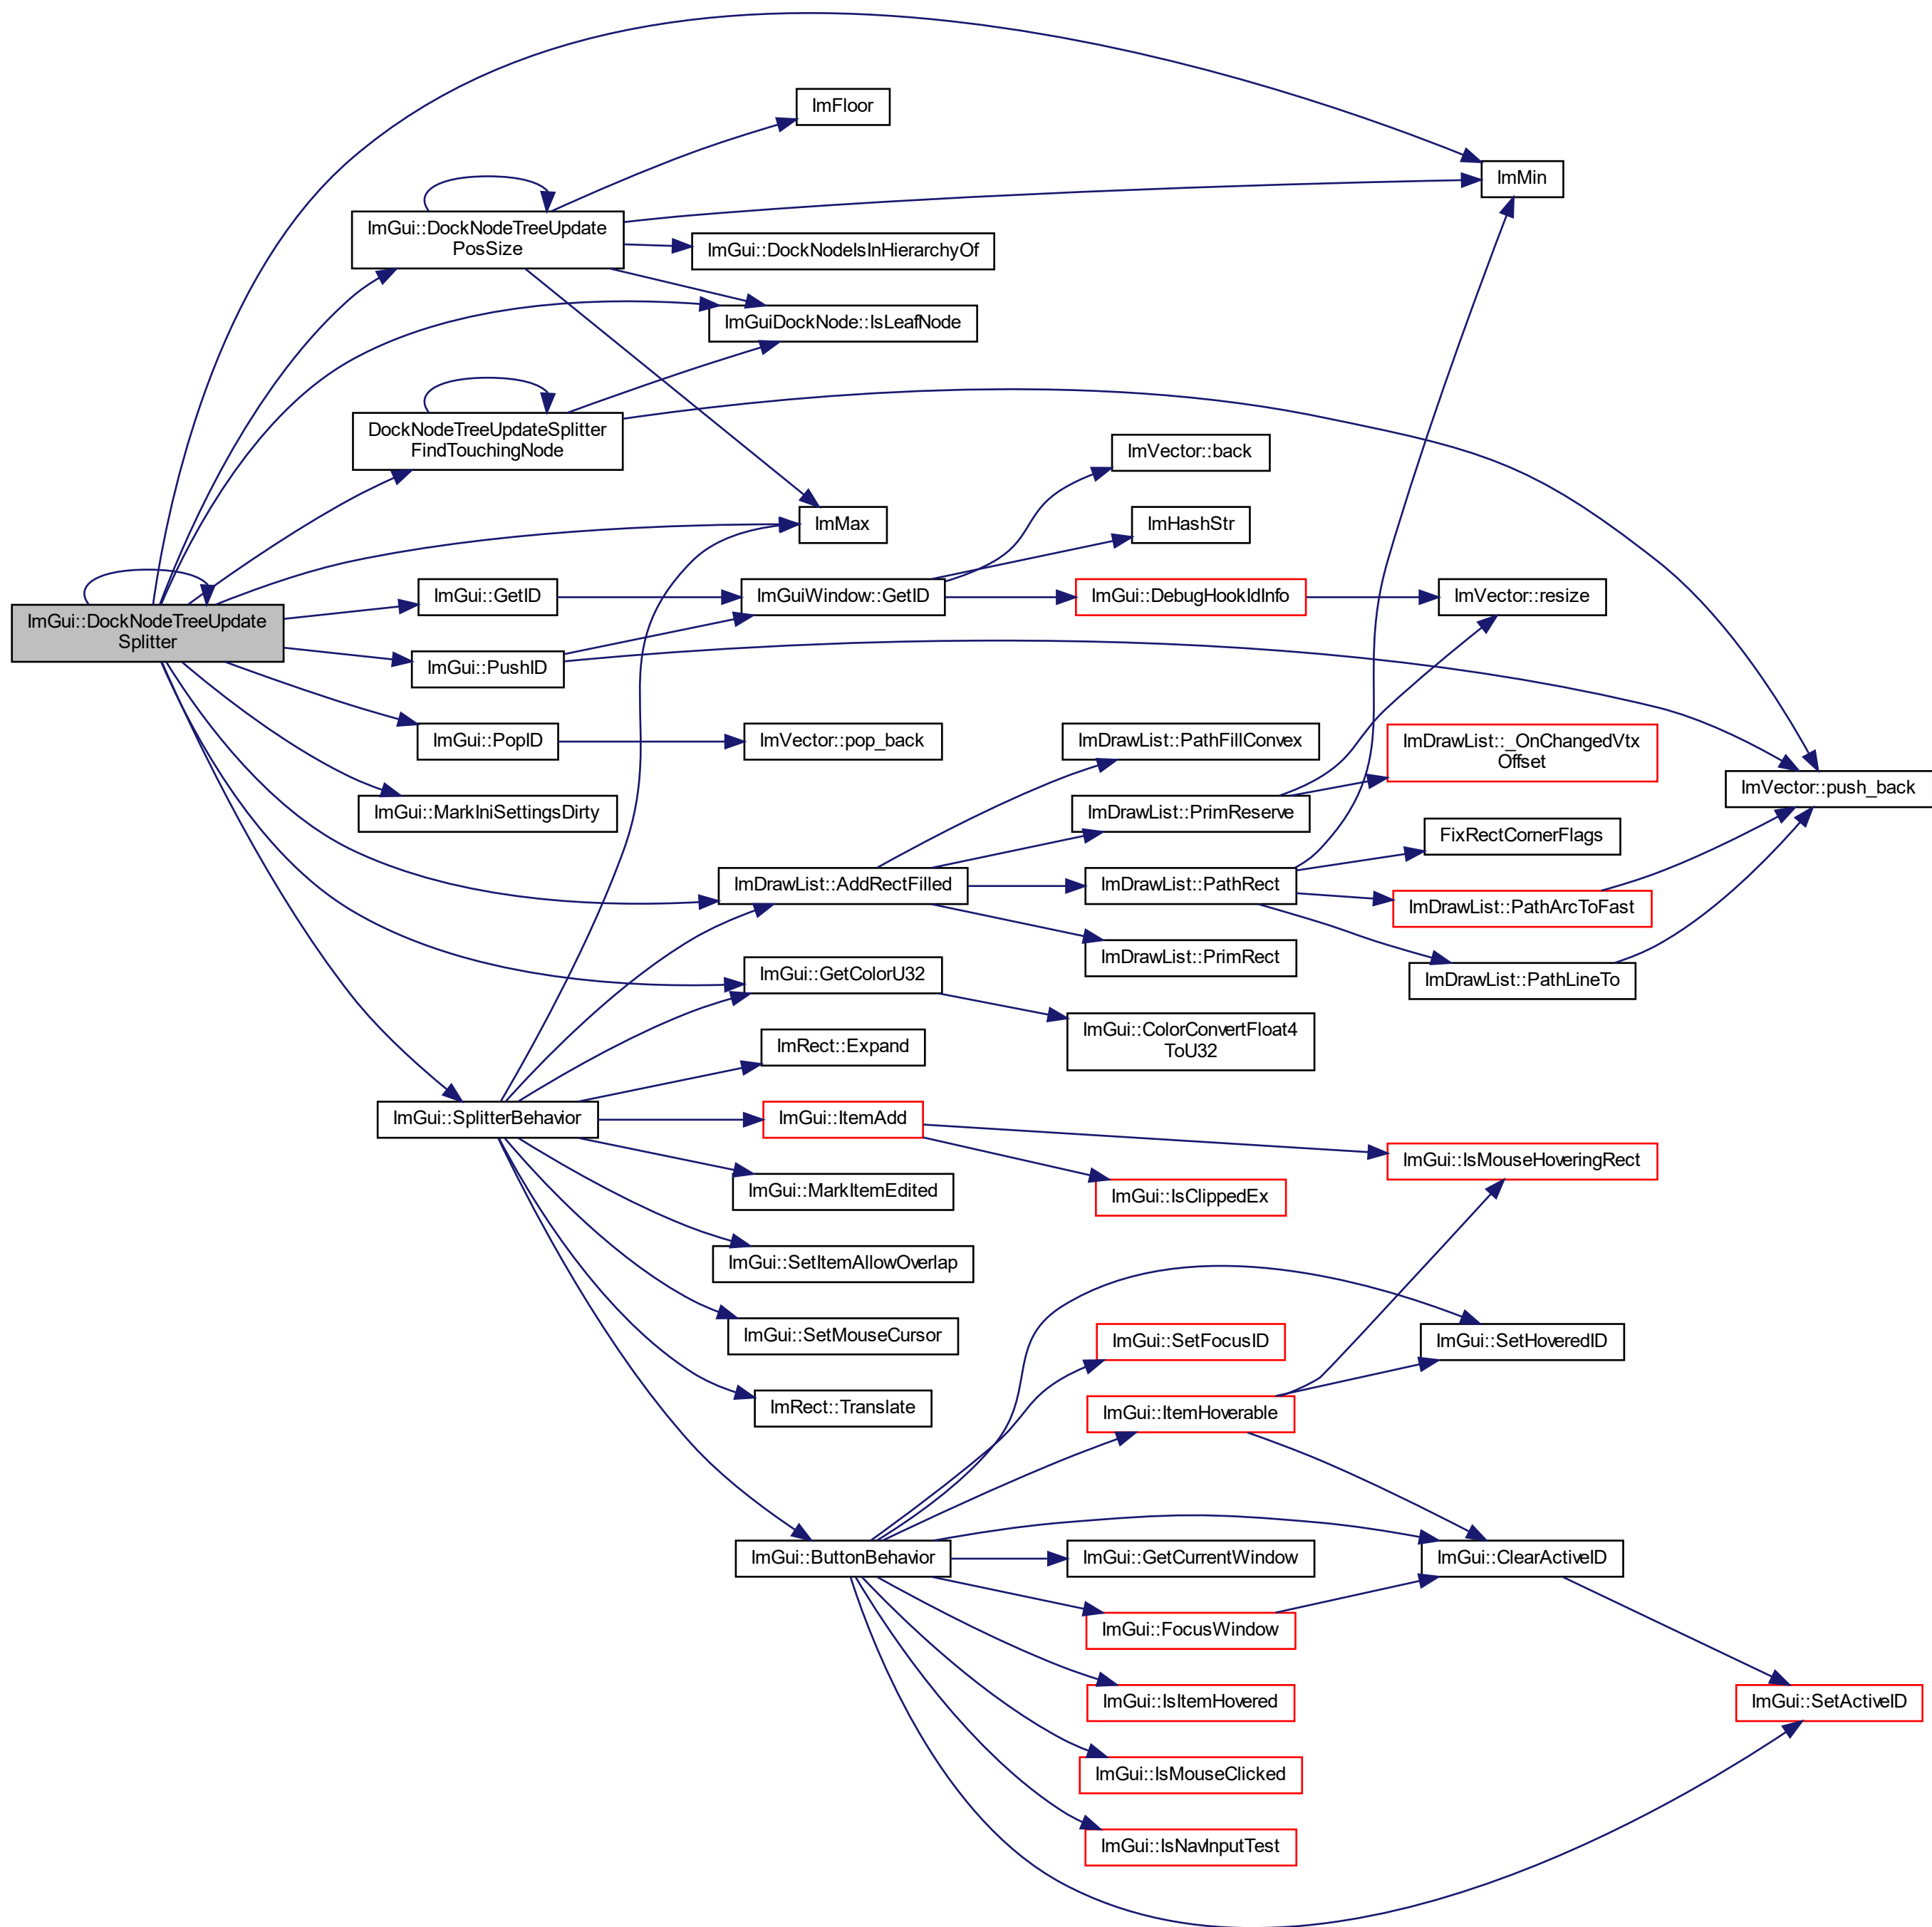 ImFloor
ImMin
ImGui::DockNodeTreeUpdate
PosSize
ImGui::DockNodeIsInHierarchyOf
ImGuiDockNode::IsLeafNode
DockNodeTreeUpdateSplitter
FindTouchingNode
ImVector::back
ImMax
ImHashStr
ImGui::DockNodeTreeUpdate
Splitter
ImGui::GetID
ImGuiWindow::GetID
ImGui::DebugHookIdInfo
ImVector::resize
ImGui::PushID
ImGui::PopID
ImVector::pop_back
ImDrawList::PathFillConvex
ImDrawList::_OnChangedVtx
Offset
ImVector::push_back
ImGui::MarkIniSettingsDirty
ImDrawList::PrimReserve
FixRectCornerFlags
ImDrawList::AddRectFilled
ImDrawList::PathRect
ImDrawList::PathArcToFast
ImDrawList::PrimRect
ImDrawList::PathLineTo
ImGui::GetColorU32
ImGui::ColorConvertFloat4
ToU32
ImRect::Expand
ImGui::SplitterBehavior
ImGui::ItemAdd
ImGui::IsMouseHoveringRect
ImGui::MarkItemEdited
ImGui::IsClippedEx
ImGui::SetItemAllowOverlap
ImGui::SetMouseCursor
ImGui::SetFocusID
ImGui::SetHoveredID
ImRect::Translate
ImGui::ItemHoverable
ImGui::ButtonBehavior
ImGui::GetCurrentWindow
ImGui::ClearActiveID
ImGui::FocusWindow
ImGui::IsItemHovered
ImGui::SetActiveID
ImGui::IsMouseClicked
ImGui::IsNavInputTest